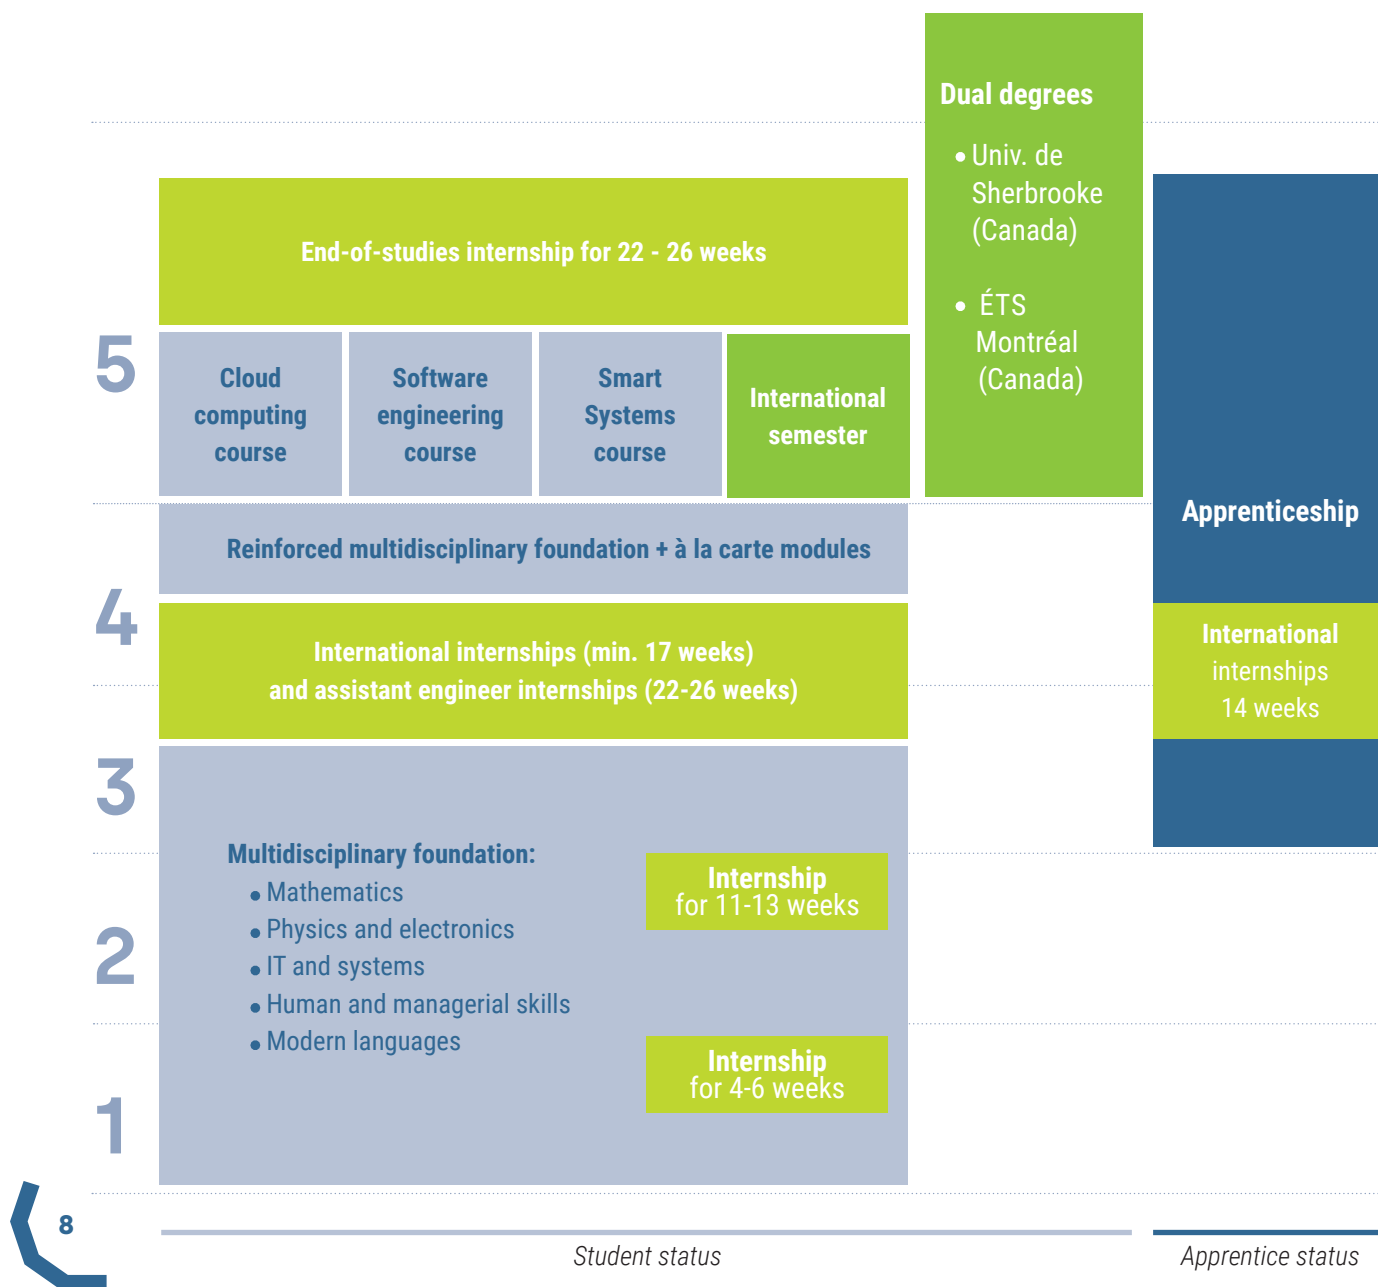 Dual degrees
• Univ. de
Sherbrooke
(Canada)
• ÉTS
Montréal
(Canada)
End-of-studies internship for 22 - 26 weeks
5
Cloud
computing
course
Software
engineering
course
Smart
Systems
course
International
semester
Apprenticeship
Reinforced multidisciplinary foundation + à la carte modules
4
International internships (min. 17 weeks)
and assistant engineer internships (22-26 weeks)
International
internships
14 weeks
3
Multidisciplinary foundation:
• Mathematics
• Physics and electronics
• IT and systems
• Human and managerial skills
• Modern languages
Internship
for 11-13 weeks
2
Internship
for 4-6 weeks
1
8
Student status
Apprentice status